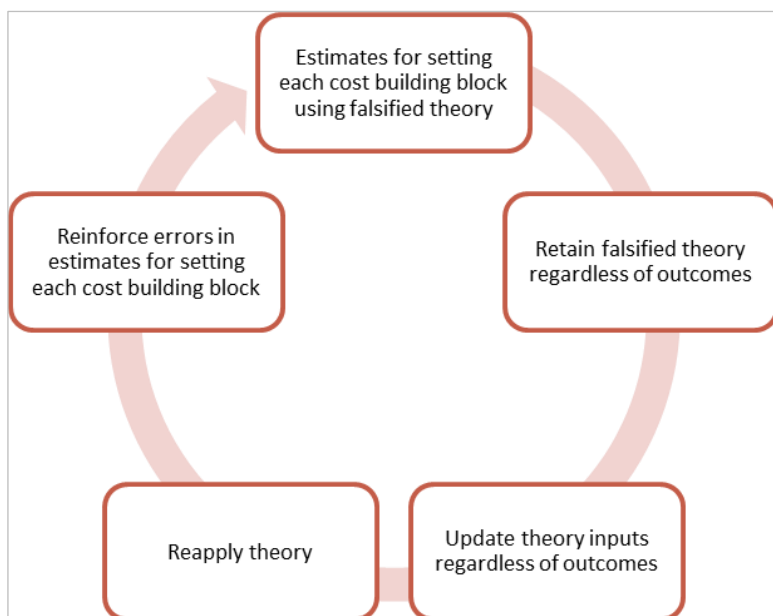 Estimates for setting
each cost building block
using falsified theory
Retain falsified theory
regardless of outcomes
Update theory inputs
regardless of outcomes
Reapply theory
Reinforce errors in
estimates for setting
each cost building block